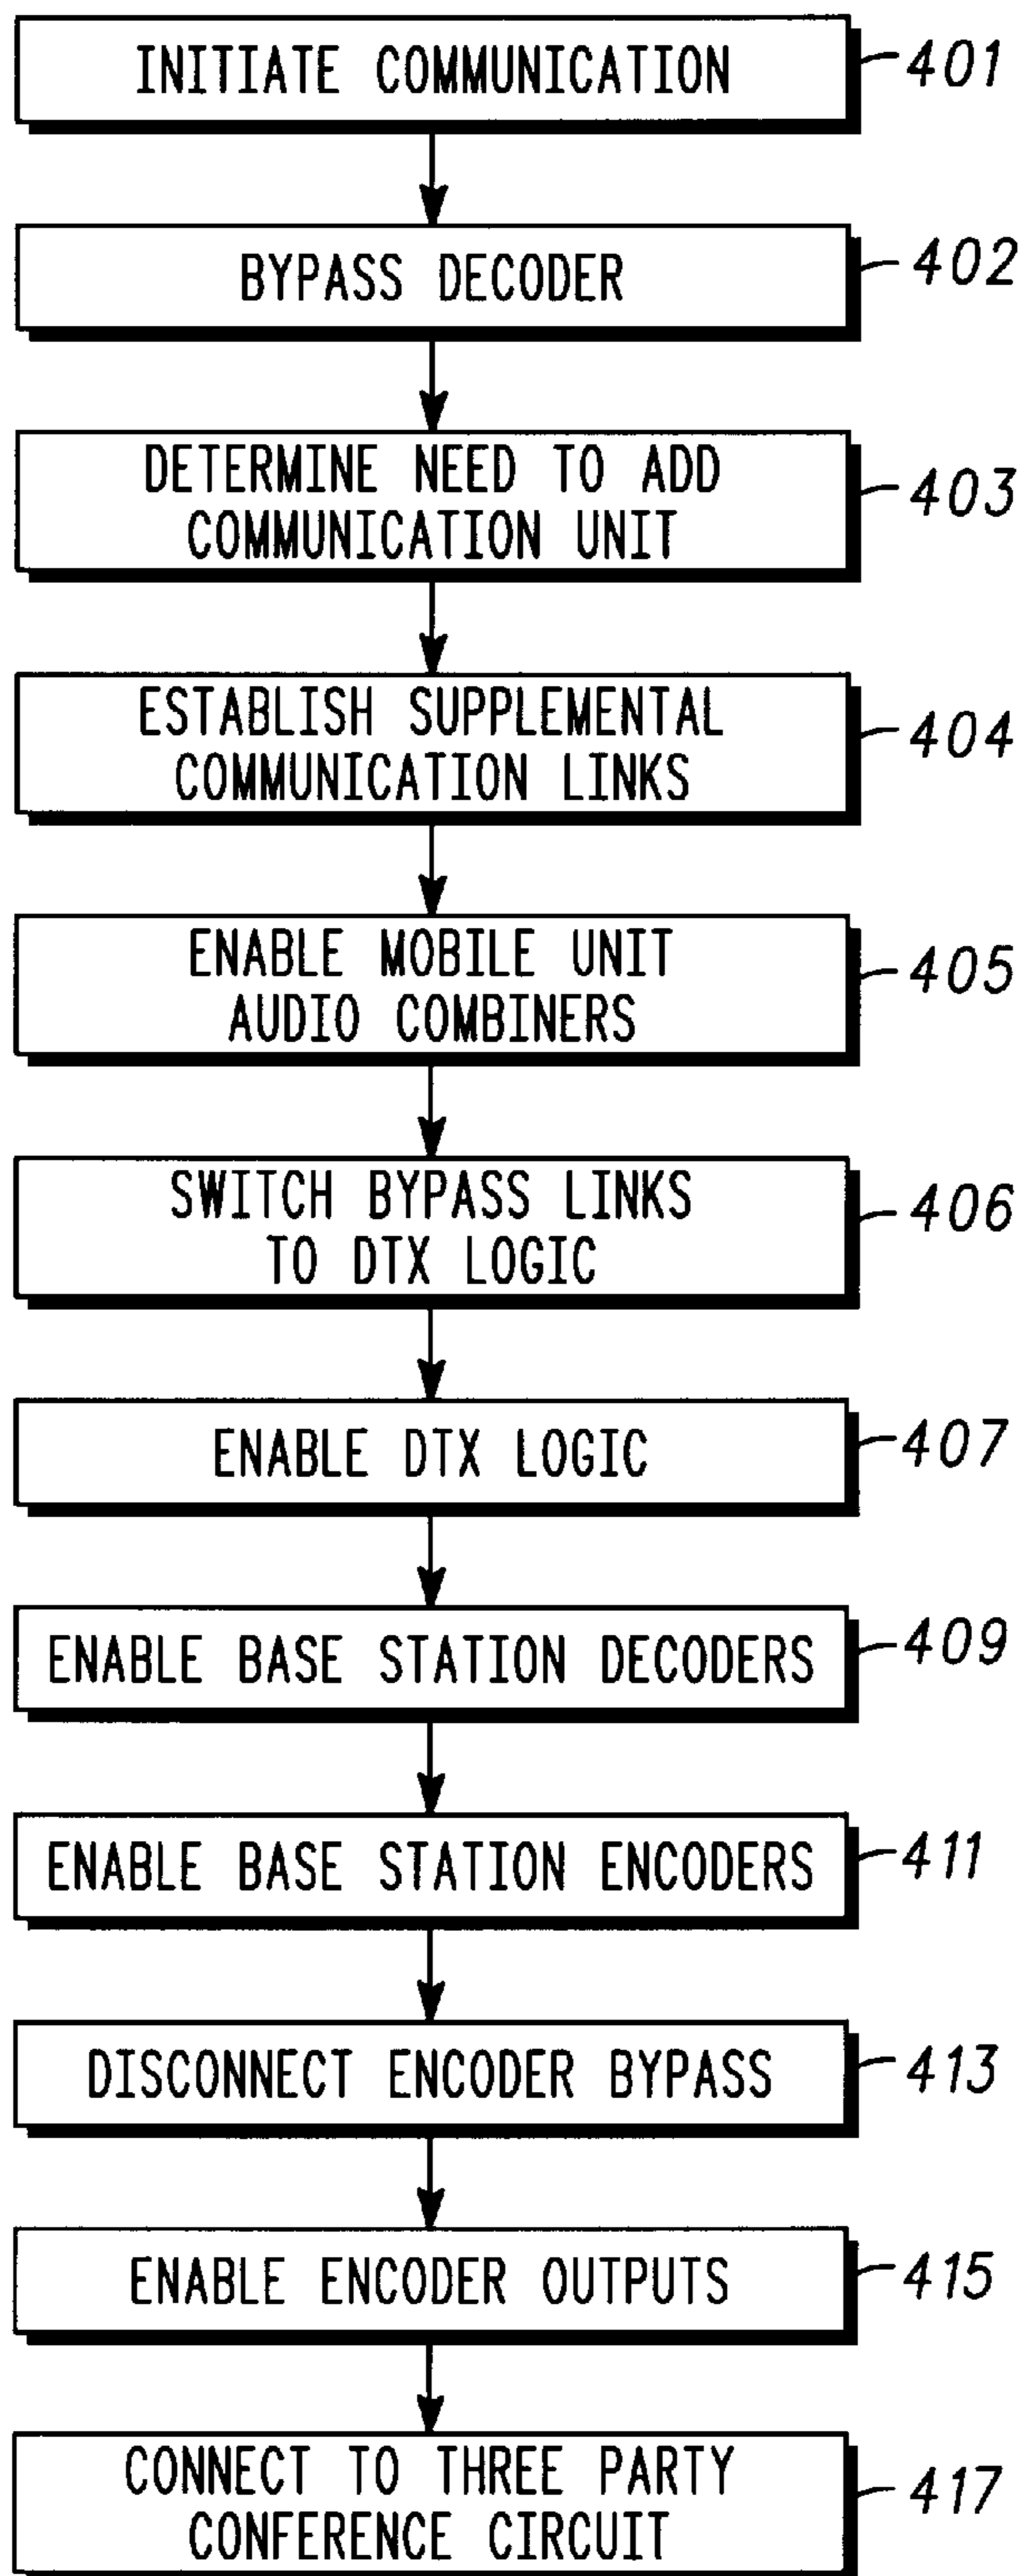 INITIATE COMMUNICATION
401
BYPASS DECODER
402
DETERMINE NEED TO ADD
COMMUNICATION UNIT
403
ESTABLISH SUPPLEMENTAL
COMMUNICATION LINKS
404
ENABLE MOBILE UNIT
AUDIO COMBINERS
405
SWITCH BYPASS LINKS
TO DTX LOGIC
406
ENABLE DTX LOGIC
407
ENABLE BASE STATION DECODERS
409
ENABLE BASE STATION ENCODERS
411
DISCONNECT ENCODER BYPASS
413
ENABLE ENCODER OUTPUTS
415
CONNECT TO THREE PARTY
CONFERENCE CIRCUIT
417